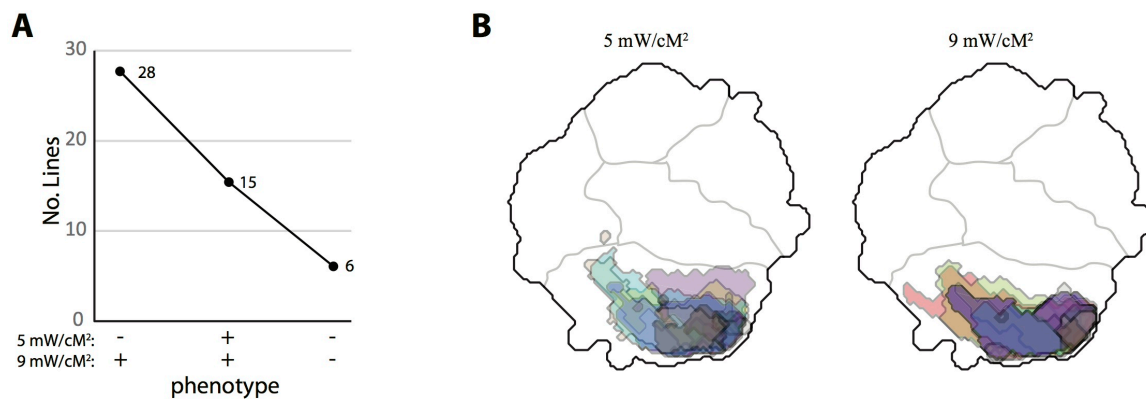 A
No. Lines
30
20
10
0
28
15
6
5 mW/cM²: - + -
9 mW/cM²: + + -
phenotype
B
5 mW/cM²
9 mW/cM²